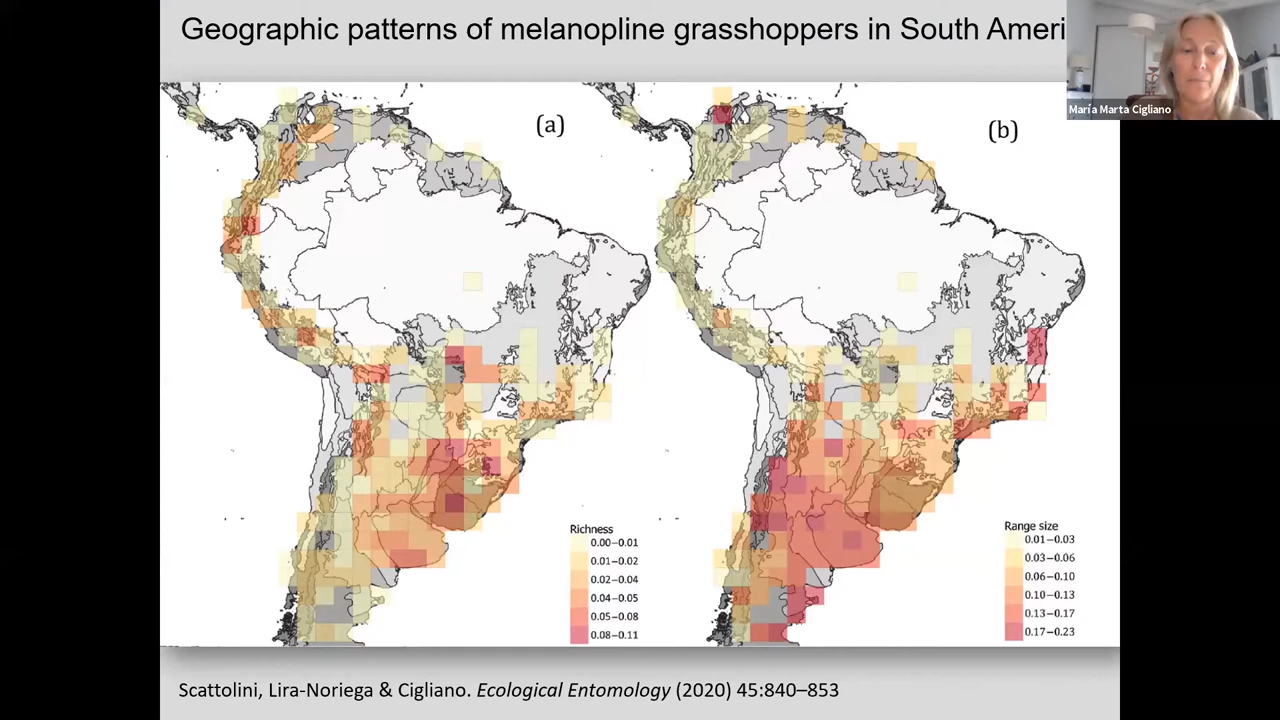 Geographic patterns of melanopline grasshoppers in South Ameri
María Marta Cigliano
(a)
(b)
Richness
0.00–0.01
0.01–0.02
0.02–0.04
0.04–0.05
0.05–0.08
0.08–0.11
Range size
0.01–0.03
0.03–0.06
0.06–0.10
0.10–0.13
0.13–0.17
0.17–0.23
Scattolini, Lira-Noriega & Cigliano. Ecological Entomology (2020) 45:840–853